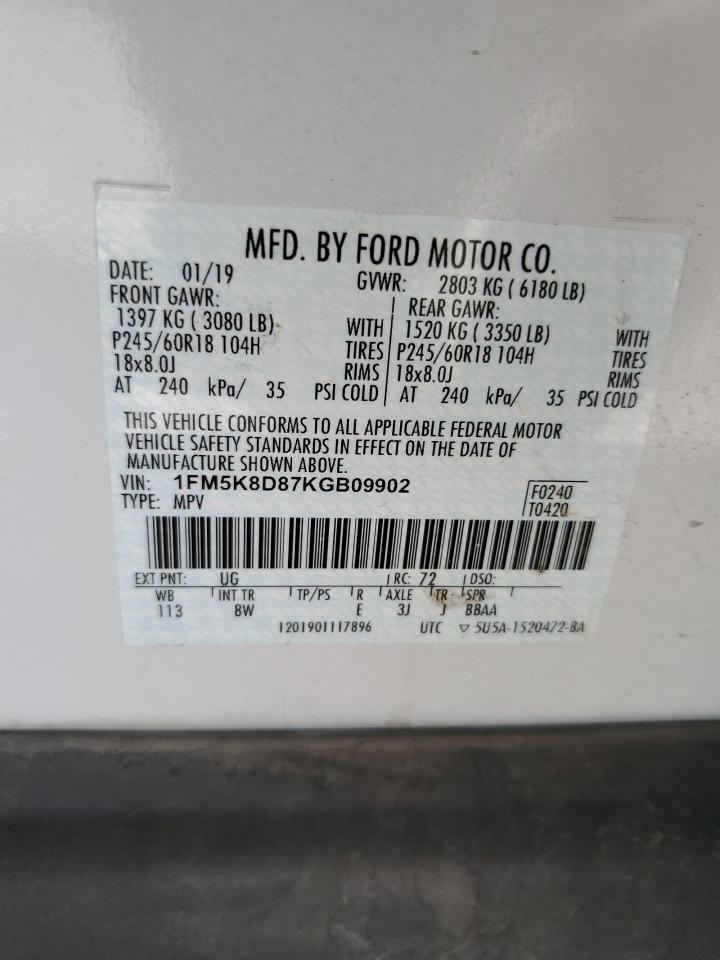 MFD. BY FORD MOTOR CO.
DATE: 01/19 GVWR: 2803 KG ( 6180 LB)
FRONT GAWR: REAR GAWR:
1397 KG ( 3080 LB) WITH 1520 KG ( 3350 LB) WITH
P245/60R18 104H TIRES P245/60R18 104H TIRES
18x8.0J RIMS 18x8.0J RIMS
AT 240 kPa/ 35 PSI COLD AT 240 kPa/ 35 PSI COLD
THIS VEHICLE CONFORMS TO ALL APPLICABLE FEDERAL MOTOR
VEHICLE SAFETY STANDARDS IN EFFECT ON THE DATE OF
MANUFACTURE SHOWN ABOVE.
VIN: 1FM5K8D87KGB09902 F0240
TYPE: MPV T0420
EXT PNT: UG RC: 72 DSO:
WB INT TR TP/PS R AXLE TR SPR
113 8W E 3J J BBAA
1201901117896 UTC ▽ 5U5A-1520472-BA